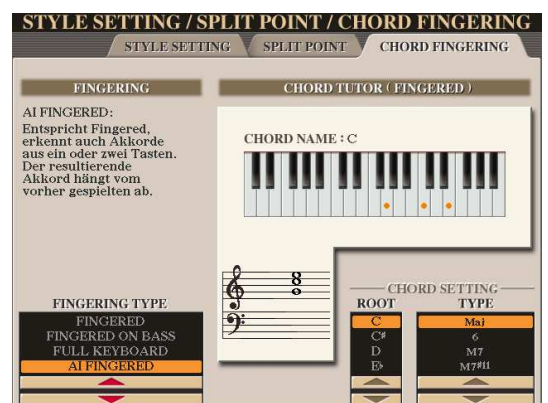 STYLE SETTING / SPLIT POINT / CHORD FINGERING
STYLE SETTING
SPLIT POINT
CHORD FINGERING
FINGERING
AI FINGERED:
Entspricht Fingered,
erkennt auch Akkorde
aus ein oder zwei Tasten.
Der resultierende
Akkord hängt vom
vorher gespielten ab.
FINGERING TYPE
FINGERED
FINGERED ON BASS
FULL KEYBOARD
AI FINGERED
CHORD TUTOR ( FINGERED )
CHORD NAME : C
CHORD SETTING
ROOT
C
C#
D
E♭
TYPE
Maj
6
M7
M7#11